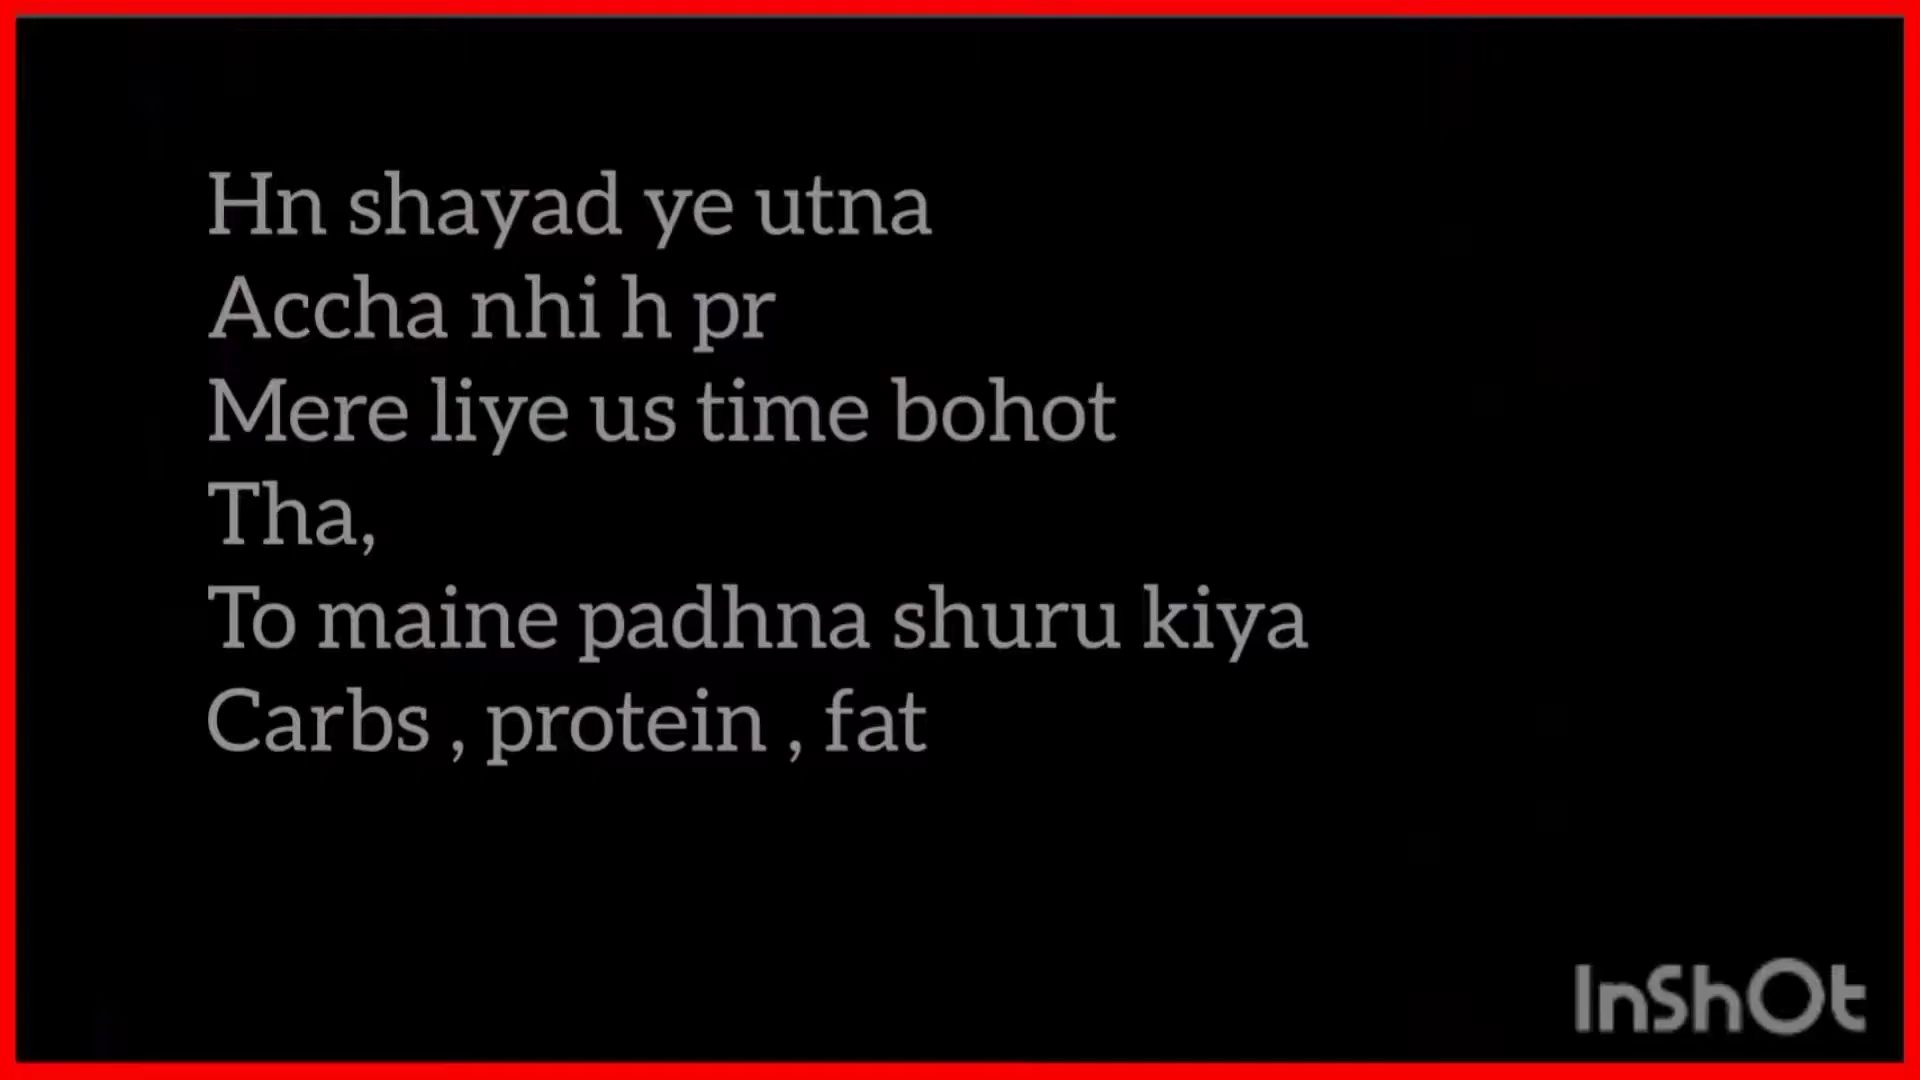 Hn shayad ye utna
Accha nhi h pr
Mere liye us time bohot
Tha,
To maine padhna shuru kiya
Carbs , protein , fat
InShOt